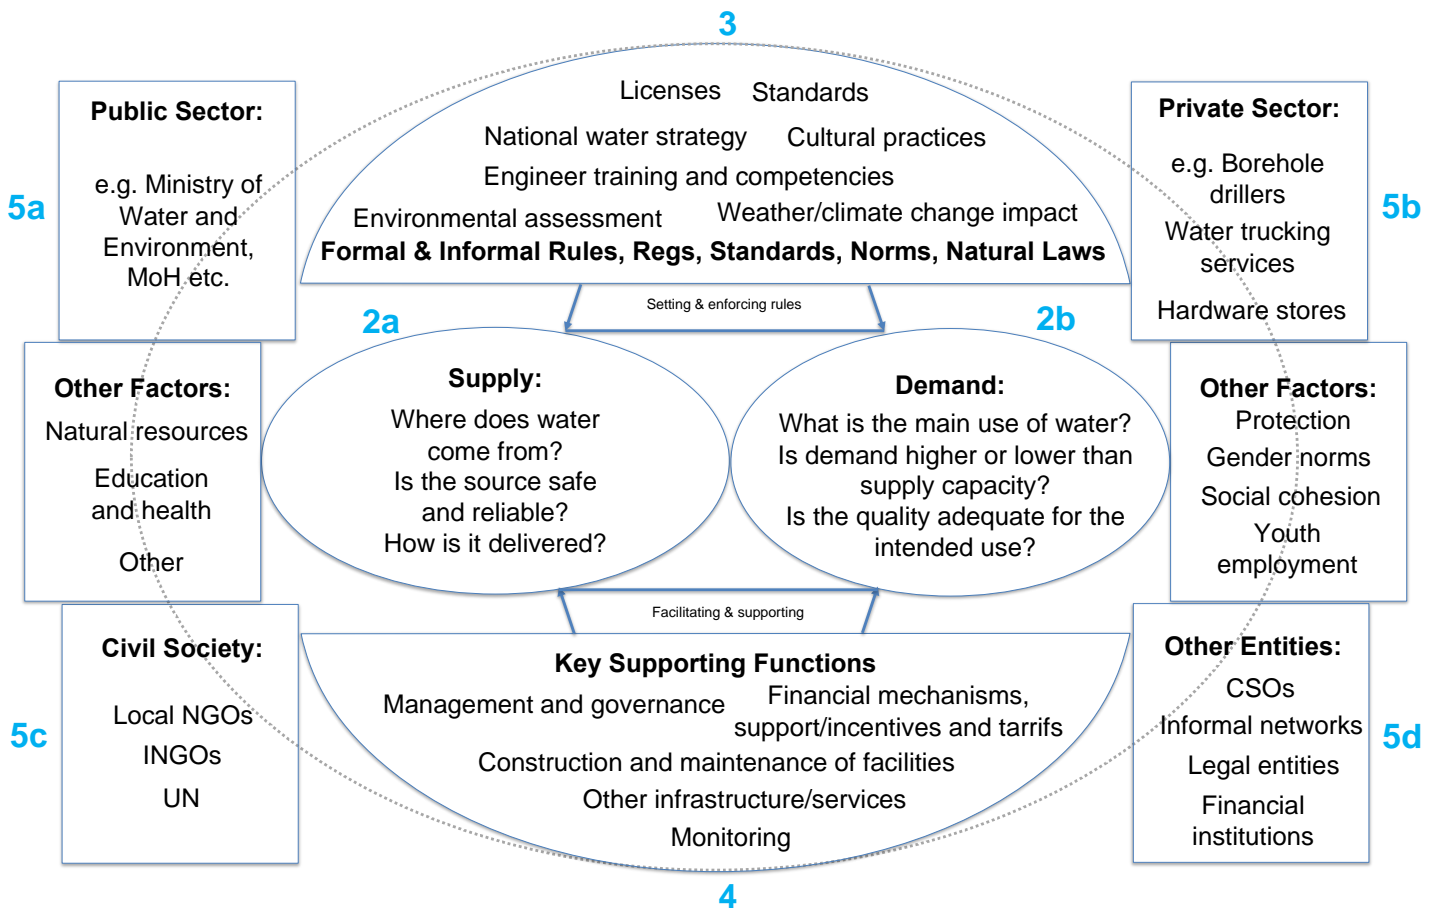 3
Licenses Standards
National water strategy Cultural practices
Engineer training and competencies
Environmental assessment Weather/climate change impact
Formal & Informal Rules, Regs, Standards, Norms, Natural Laws
5a
Public Sector:
e.g. Ministry of
Water and
Environment,
MoH etc.
Private Sector:
e.g. Borehole
drillers
Water trucking
services
Hardware stores
5b
Setting & enforcing rules
2a
2b
Other Factors:
Natural resources
Education
and health
Other
Supply:
Where does water
come from?
Is the source safe
and reliable?
How is it delivered?
Demand:
What is the main use of water?
Is demand higher or lower than
supply capacity?
Is the quality adequate for the
intended use?
Other Factors:
Protection
Gender norms
Social cohesion
Youth
employment
Facilitating & supporting
5c
Civil Society:
Local NGOs
INGOs
UN
Key Supporting Functions
Management and governance
Financial mechanisms,
support/incentives and tarrifs
Construction and maintenance of facilities
Other infrastructure/services
Monitoring
Other Entities:
CSOs
Informal networks
Legal entities
Financial
institutions
5d
4